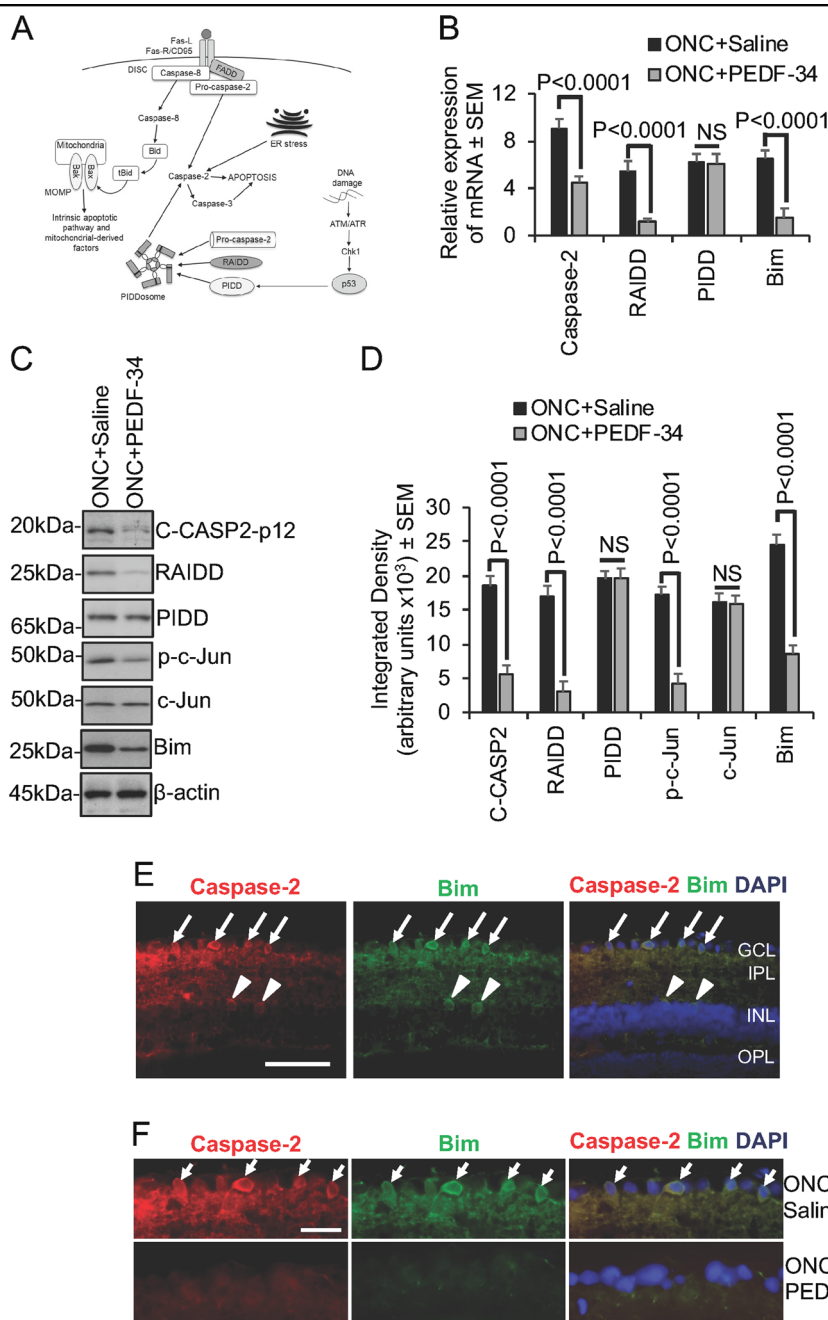 A
Fas-L
Fas-R/CD95
DISC
Caspase-8
FADD
Pro-caspase-2
Caspase-8
Mitochondria
Bid
ER stress
Bak
Bax
tBid
Caspase-2
APOPTOSIS
DNA
damage
MOMP
Caspase-3
Intrinsic apoptotic
pathway and
mitochondrial-derived
factors
ATM/ATR
Pro-caspase-2
Chk1
RAIDD
p53
PIDD
PIDDosome
B
ONC+Saline
ONC+PEDF-34
Relative expression
of mRNA ± SEM
12
8
4
0
P<0.0001
P<0.0001
NS
P<0.0001
Caspase-2
RAIDD
PIDD
Bim
C
ONC+Saline
ONC+PEDF-34
20kDa- C-CASP2-p12
25kDa- RAIDD
65kDa- PIDD
50kDa- p-c-Jun
50kDa- c-Jun
25kDa- Bim
45kDa- β-actin
D
ONC+Saline
ONC+PEDF-34
Integrated Density
(arbitrary units x10³) ± SEM
30
25
20
15
10
5
0
P<0.0001
P<0.0001
NS
P<0.0001
NS
P<0.0001
C-CASP2
RAIDD
PIDD
p-c-Jun
c-Jun
Bim
E
Caspase-2
Bim
Caspase-2 Bim DAPI
GCL
IPL
INL
OPL
F
Caspase-2
Bim
Caspase-2 Bim DAPI
ONC
Salin
ONC
PED